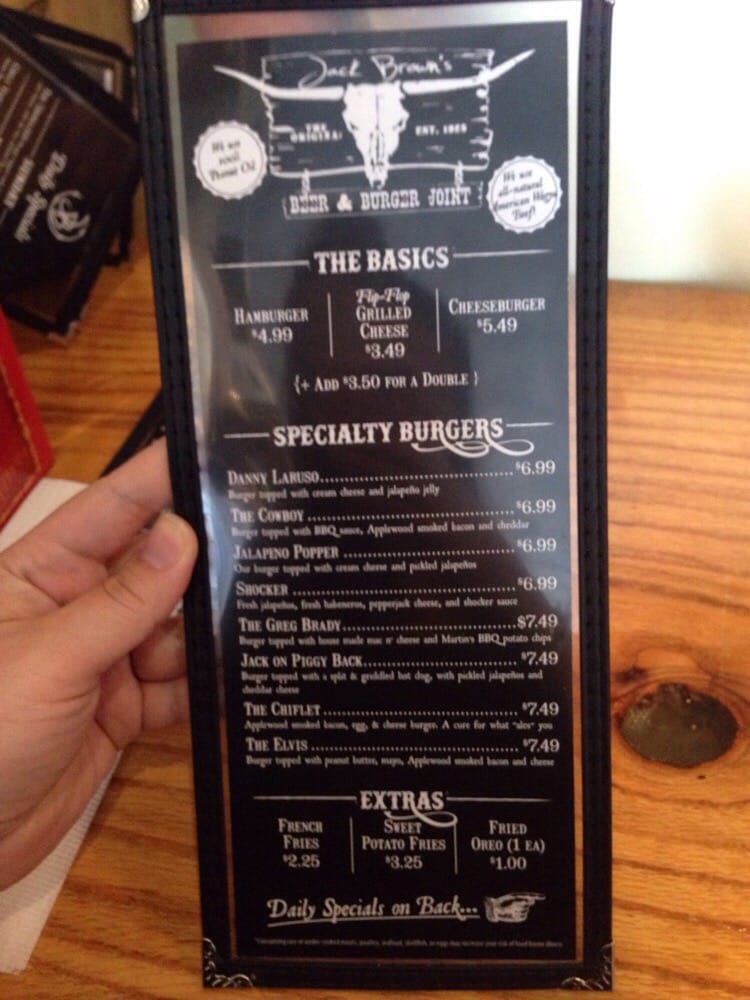 Jack Brown's
THE ORIGINAL EST.
BEER & BURGER JOINT
We use
100%
Peanut Oil
We use
all-natural
American Wagyu
Beef!
THE BASICS
HAMBURGER
$4.99
Flip-Flop
GRILLED
CHEESE
$3.49
CHEESEBURGER
$5.49
{+ ADD $3.50 FOR A DOUBLE }
SPECIALTY BURGERS
DANNY LARUSO.......................................$6.99
Burger topped with cream cheese and jalapeño jelly
THE COWBOY.......................................$6.99
Burger topped with BBQ sauce, Applewood smoked bacon and cheddar
JALAPENO POPPER.......................................$6.99
Our burger topped with cream cheese and pickled jalapeños
SHOCKER.......................................$6.99
Fresh jalapeños, fresh habeneros, pepperjack cheese, and shocker sauce
THE GREG BRADY.......................................$7.49
Burger topped with house made mac n' cheese and Martin's BBQ potato chips
JACK ON PIGGY BACK.......................................$7.49
Burger topped with a split & griddled hot dog, with pickled jalapeños and
cheddar cheese
THE CHIFLET.......................................$7.49
Applewood smoked bacon, egg, & cheese burger. A cure for what "ales" you
THE ELVIS.......................................$7.49
Burger topped with peanut butter, mayo, Applewood smoked bacon and cheese
EXTRAS
FRENCH
FRIES
$2.25
SWEET
POTATO FRIES
$3.25
FRIED
OREO (1 EA)
$1.00
Daily Specials on Back...
Daily Specials
SUNDAY